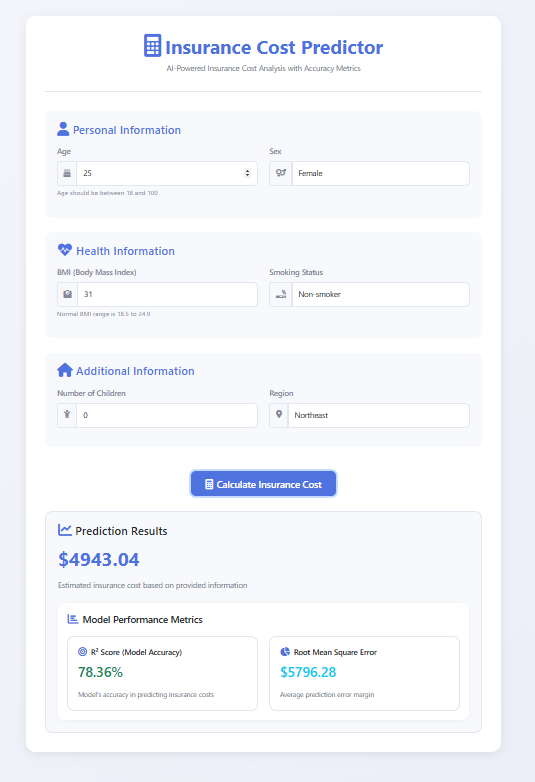 Insurance Cost Predictor
AI-Powered Insurance Cost Analysis with Accuracy Metrics
Personal Information
Age
Sex
25
Female
Age should be between 18 and 100
Health Information
BMI (Body Mass Index)
Smoking Status
31
Non-smoker
Normal BMI range is 18.5 to 24.9
Additional Information
Number of Children
Region
0
Northeast
Calculate Insurance Cost
Prediction Results
$4943.04
Estimated insurance cost based on provided information
Model Performance Metrics
R² Score (Model Accuracy)
78.36%
Model's accuracy in predicting insurance costs
Root Mean Square Error
$5796.28
Average prediction error margin